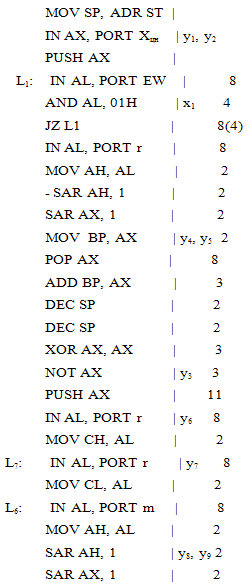 MOV SP, ADR ST |
IN AX, PORT Xшн | y₁, y₂
PUSH AX |
L₁: IN AL, PORT EW | 8
AND AL, 01H | x₁ 4
JZ L1 | 8(4)
IN AL, PORT r | 8
MOV AH, AL | 2
- SAR AH, 1 | 2
SAR AX, 1 | 2
MOV BP, AX | y₄, y₅ 2
POP AX | 8
ADD BP, AX | 3
DEC SP | 2
DEC SP | 2
XOR AX, AX | 3
NOT AX | y₃ 3
PUSH AX | 11
IN AL, PORT r | y₆ 8
MOV CH, AL | 2
L₇: IN AL, PORT r | y₇ 8
MOV CL, AL | 2
L₆: IN AL, PORT m | 8
MOV AH, AL | 2
SAR AH, 1 | y₈, y₉ 2
SAR AX, 1 | 2